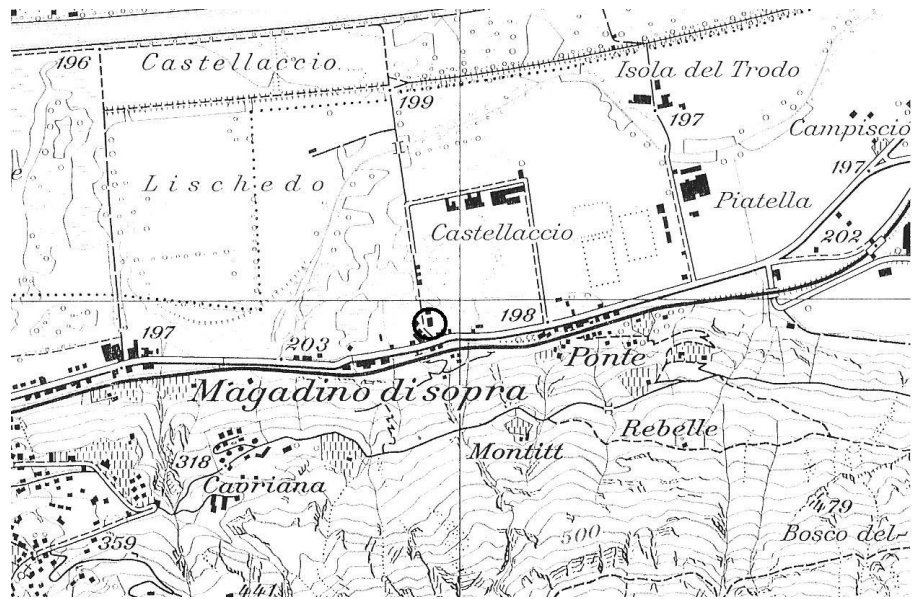 196
Castellaccio
199
Isola del Trodo
197
Campiscio
197
e
Lischedo
Piatella
Castellaccio
202
198
197
203
Ponte
Magadino di sopra
Rebelle
Montitt
318
Capriana
479
500
Bosco del
359
441